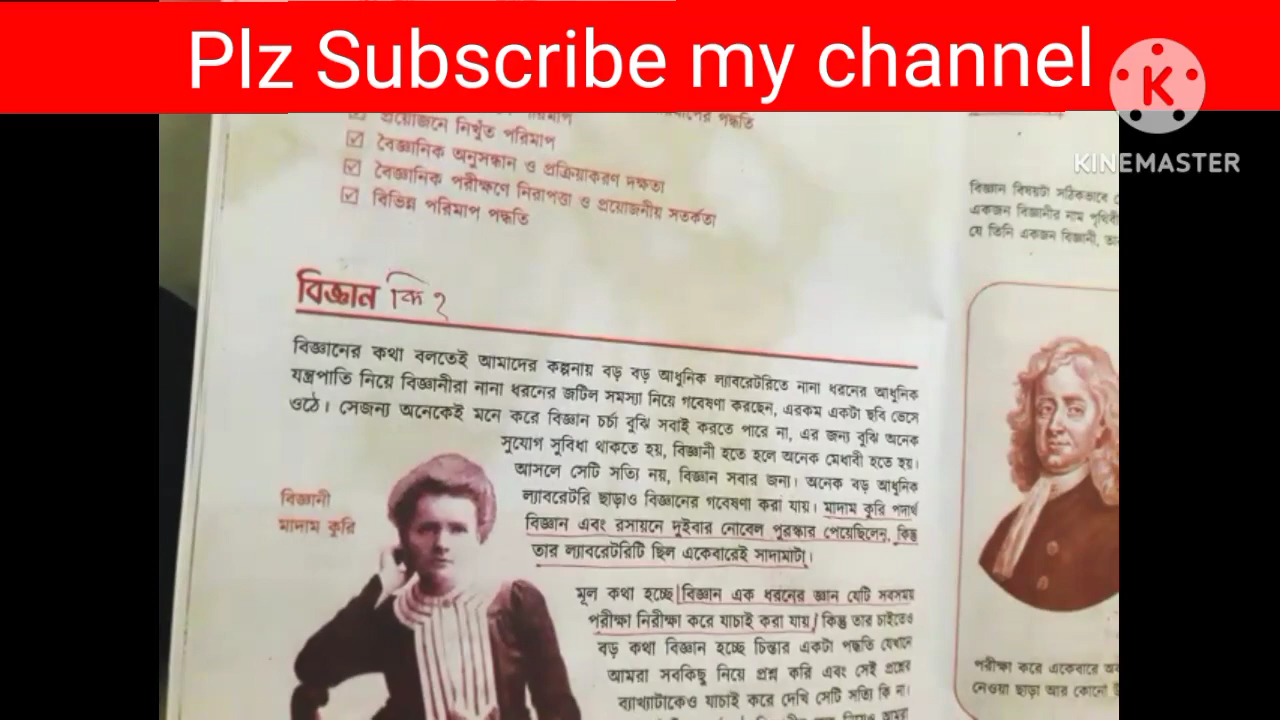 Plz Subscribe my channel
K
KINEMASTER
পদ্ধতি
প্রয়োজনে নিখুঁত পরিমাপ
বৈজ্ঞানিক অনুসন্ধান ও প্রক্রিয়াকরণ দক্ষতা
বৈজ্ঞানিক পরীক্ষণে নিরাপত্তা ও প্রয়োজনীয় সতর্কতা
বিভিন্ন পরিমাপ পদ্ধতি
বিজ্ঞান কি ?
বিজ্ঞানের কথা বলতেই আমাদের কল্পনায় বড় বড় আধুনিক ল্যাবরেটরিতে নানা ধরনের আধুনিক
যন্ত্রপাতি নিয়ে বিজ্ঞানীরা নানা ধরনের জটিল সমস্যা নিয়ে গবেষণা করছেন, এরকম একটা ছবি ভেসে
ওঠে। সেজন্য অনেকেই মনে করে বিজ্ঞান চর্চা বুঝি সবাই করতে পারে না, এর জন্য বুঝি অনেক
সুযোগ সুবিধা থাকতে হয়, বিজ্ঞানী হতে হলে অনেক মেধাবী হতে হয়।
আসলে সেটি সত্যি নয়, বিজ্ঞান সবার জন্য। অনেক বড় আধুনিক
ল্যাবরেটরি ছাড়াও বিজ্ঞানের গবেষণা করা যায়। মাদাম কুরি পদার্থ
বিজ্ঞান এবং রসায়নে দুইবার নোবেল পুরস্কার পেয়েছিলেন, কিন্তু
তার ল্যাবরেটরিটি ছিল একেবারেই সাদামাটা।
বিজ্ঞানী
মাদাম কুরি
মূল কথা হচ্ছে বিজ্ঞান এক ধরনের জ্ঞান যেটি সবসময়
পরীক্ষা নিরীক্ষা করে যাচাই করা যায়। কিন্তু তার চাইতেও
বড় কথা বিজ্ঞান হচ্ছে চিন্তার একটা পদ্ধতি যেখানে
আমরা সবকিছু নিয়ে প্রশ্ন করি এবং সেই প্রশ্নের
ব্যাখ্যাটাকেও যাচাই করে দেখি সেটি সত্যি কি না।
বিজ্ঞান বিষয়টা সঠিকভাবে
একজন বিজ্ঞানীর নাম পৃথিবী
যে তিনি একজন বিজ্ঞানী,
পরীক্ষা করে একেবারে
নেওয়া ছাড়া আর কোনো